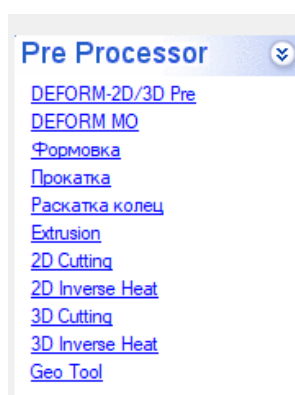 Pre Processor
DEFORM-2D/3D Pre
DEFORM MO
Формовка
Прокатка
Раскатка колец
Extrusion
2D Cutting
2D Inverse Heat
3D Cutting
3D Inverse Heat
Geo Tool